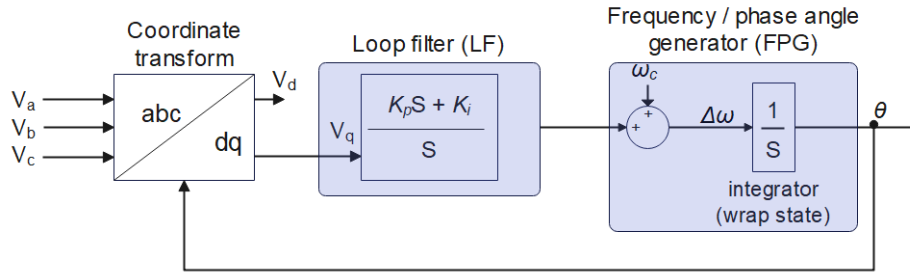 Coordinate
transform
Loop filter (LF)
Frequency / phase angle
generator (FPG)
V_a
V_b
V_c
abc
dq
V_d
V_q
K_pS + K_i
S
ω_c
+
+
Δω
1
S
integrator
(wrap state)
θ